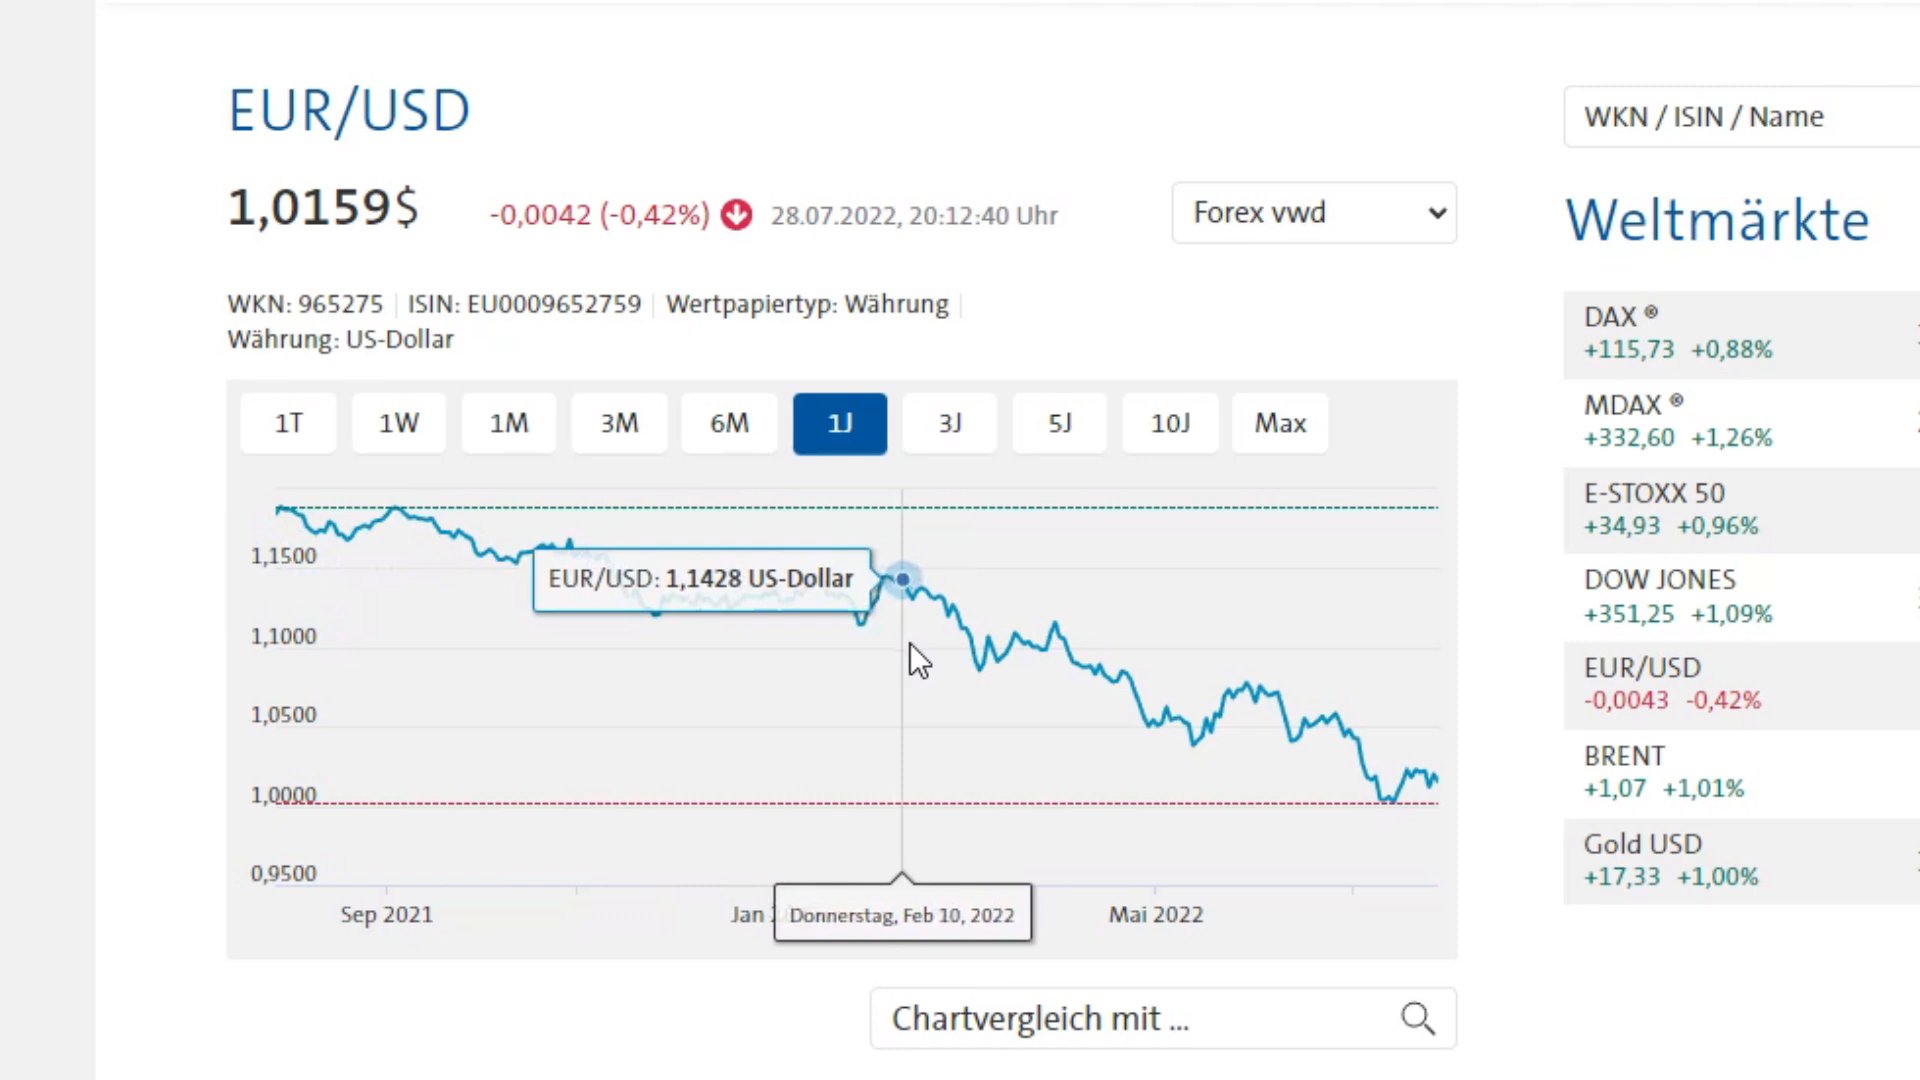 EUR/USD
1,0159$ -0,0042 (-0,42%) 28.07.2022, 20:12:40 Uhr
Forex vwd
WKN: 965275 ISIN: EU0009652759 Wertpapiertyp: Währung
Währung: US-Dollar
1T 1W 1M 3M 6M 1J 3J 5J 10J Max
1,1500
EUR/USD: 1,1428 US-Dollar
1,1000
1,0500
1,0000
0,9500
Sep 2021 Jan Donnerstag, Feb 10, 2022 Mai 2022
Chartvergleich mit ...
WKN / ISIN / Name
Weltmärkte
DAX ®
+115,73 +0,88%
MDAX ®
+332,60 +1,26%
E-STOXX 50
+34,93 +0,96%
DOW JONES
+351,25 +1,09%
EUR/USD
-0,0043 -0,42%
BRENT
+1,07 +1,01%
Gold USD
+17,33 +1,00%